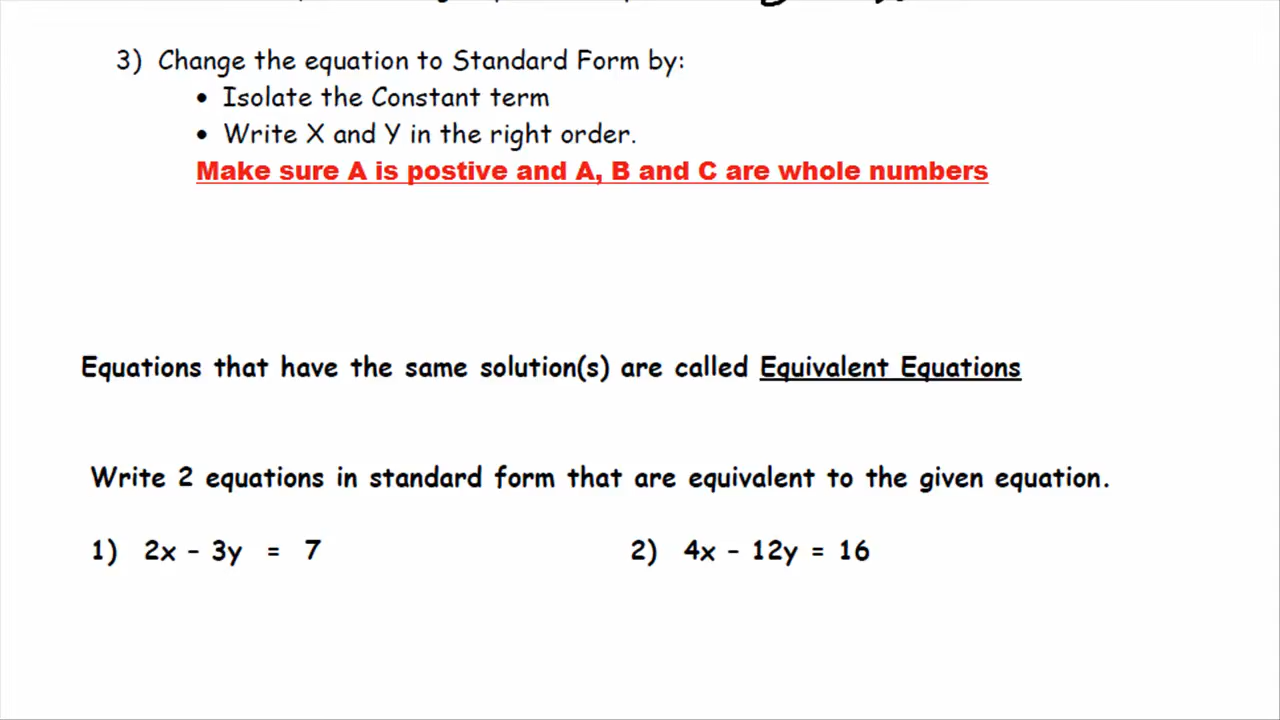 3) Change the equation to Standard Form by:
• Isolate the Constant term
• Write X and Y in the right order.
Make sure A is postive and A, B and C are whole numbers
Equations that have the same solution(s) are called Equivalent Equations
Write 2 equations in standard form that are equivalent to the given equation.
1) 2x - 3y = 7 2) 4x - 12y = 16